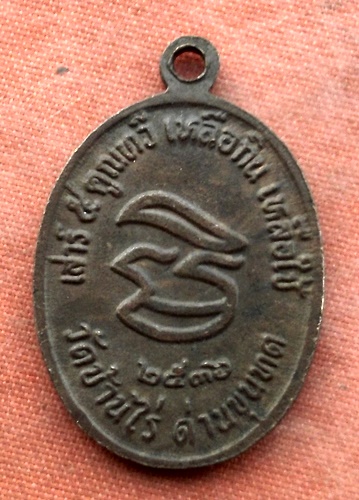 เสาร์ ๕ คูณทวี เหลือกิน เหลือใช้
๒๕๓๖
วัดบ้านไร่ ด่านขุนทด